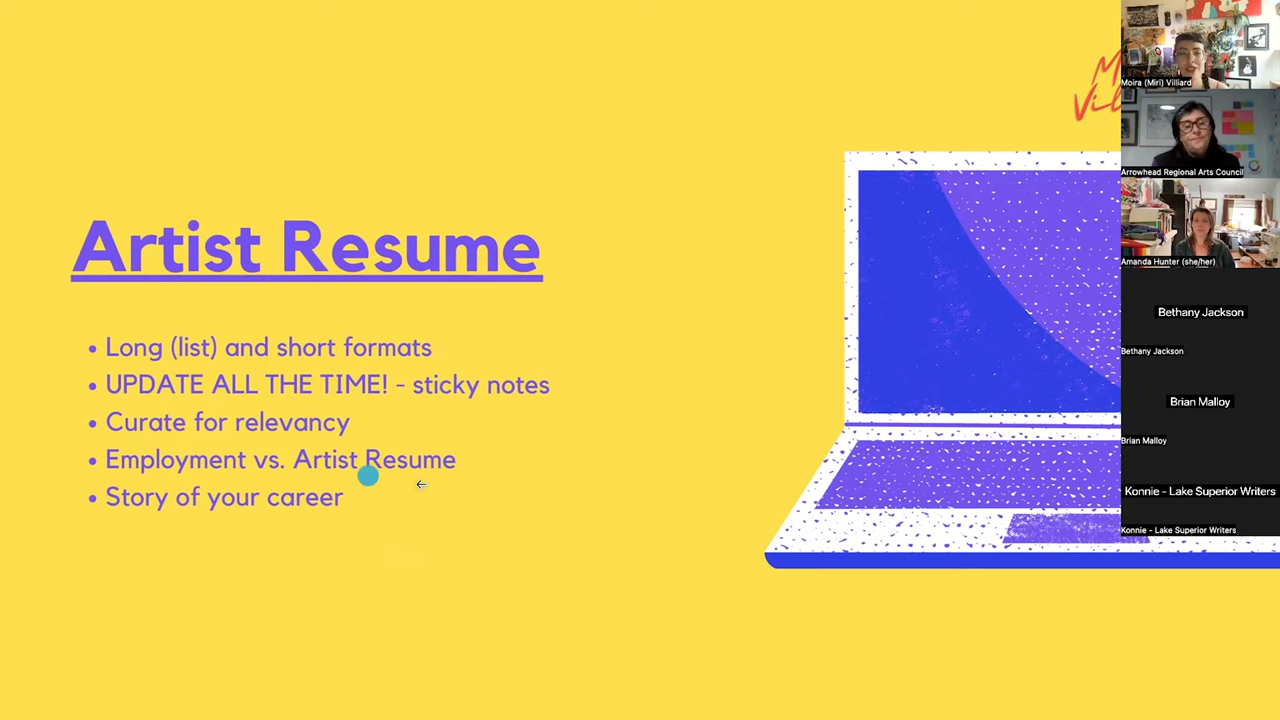 Artist Resume
• Long (list) and short formats
• UPDATE ALL THE TIME! - sticky notes
• Curate for relevancy
• Employment vs. Artist Resume
• Story of your career
Moira (Miri) Villiard
Arrowhead Regional Arts Council
Amanda Hunter (she/her)
Bethany Jackson
Bethany Jackson
Brian Malloy
Brian Malloy
Konnie - Lake Superior Writers
Konnie - Lake Superior Writers